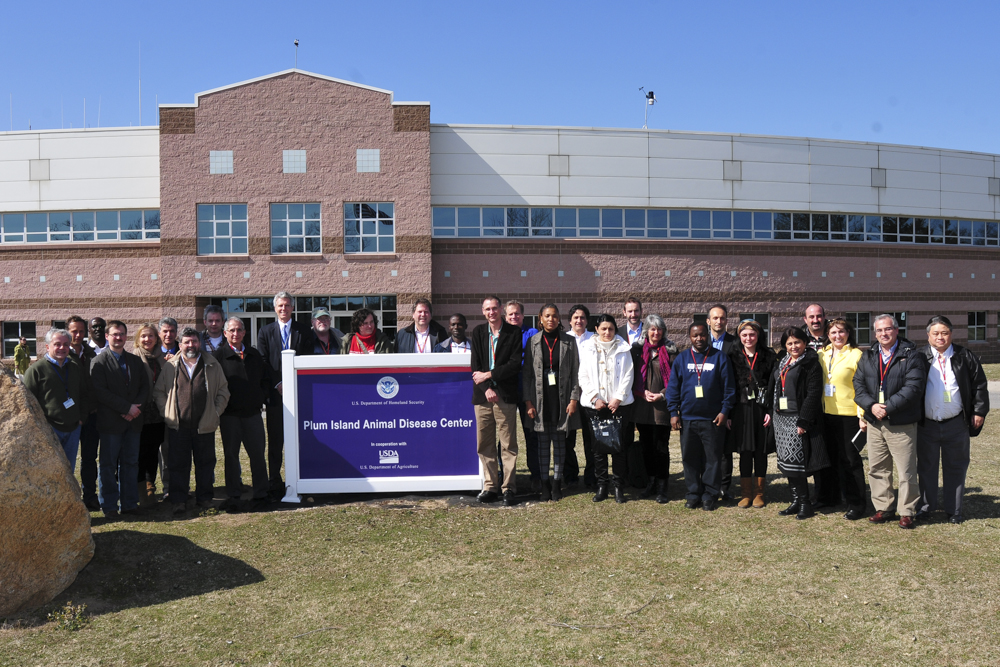 U.S. Department of Homeland Security
Plum Island Animal Disease Center
In cooperation with
USDA
U.S. Department of Agriculture